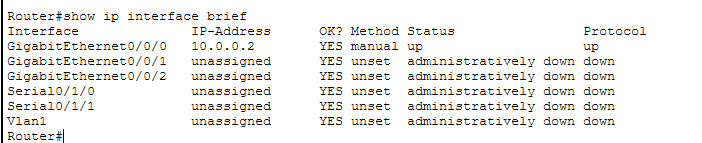 Router#show ip interface brief
Interface              IP-Address      OK? Method Status                Protocol
GigabitEthernet0/0/0   10.0.0.2        YES manual up                    up
GigabitEthernet0/0/1   unassigned      YES unset  administratively down down
GigabitEthernet0/0/2   unassigned      YES unset  administratively down down
Serial0/1/0            unassigned      YES unset  administratively down down
Serial0/1/1            unassigned      YES unset  administratively down down
Vlan1                  unassigned      YES unset  administratively down down
Router#